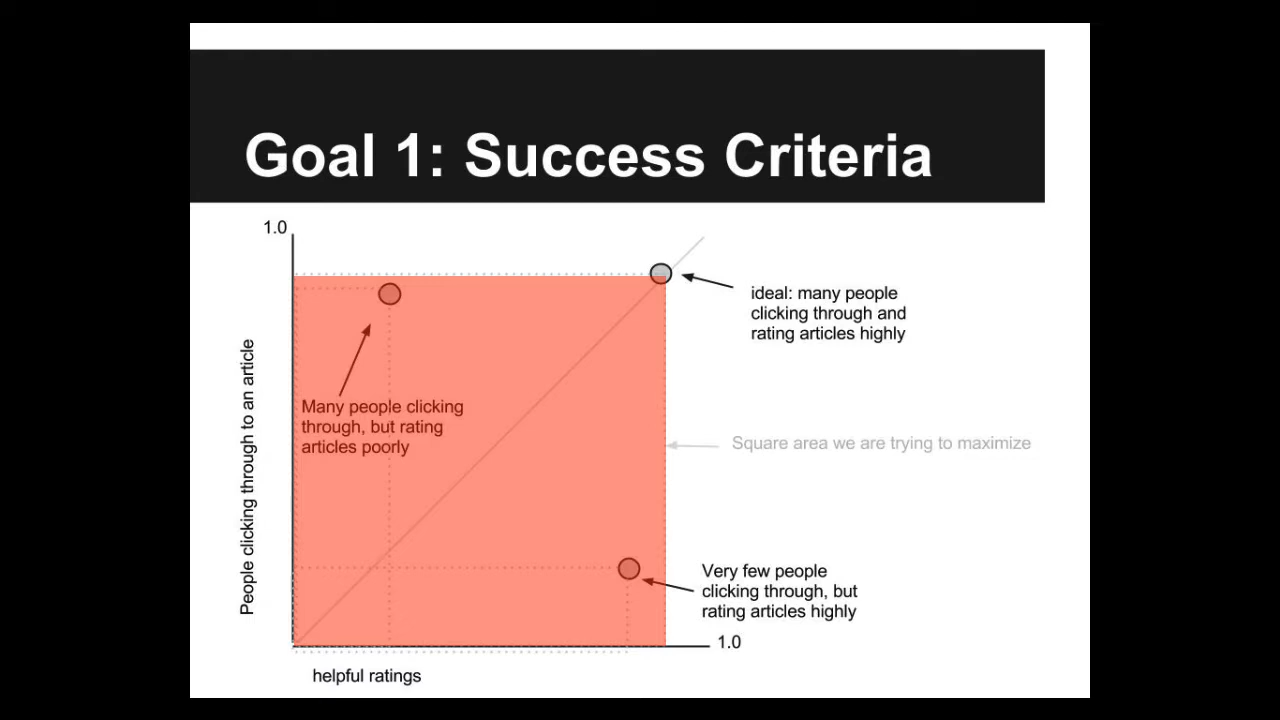 Goal 1: Success Criteria
1.0
ideal: many people
clicking through and
rating articles highly
People clicking through to an article
Many people clicking
through, but rating
articles poorly
Square area we are trying to maximize
Very few people
clicking through, but
rating articles highly
1.0
helpful ratings